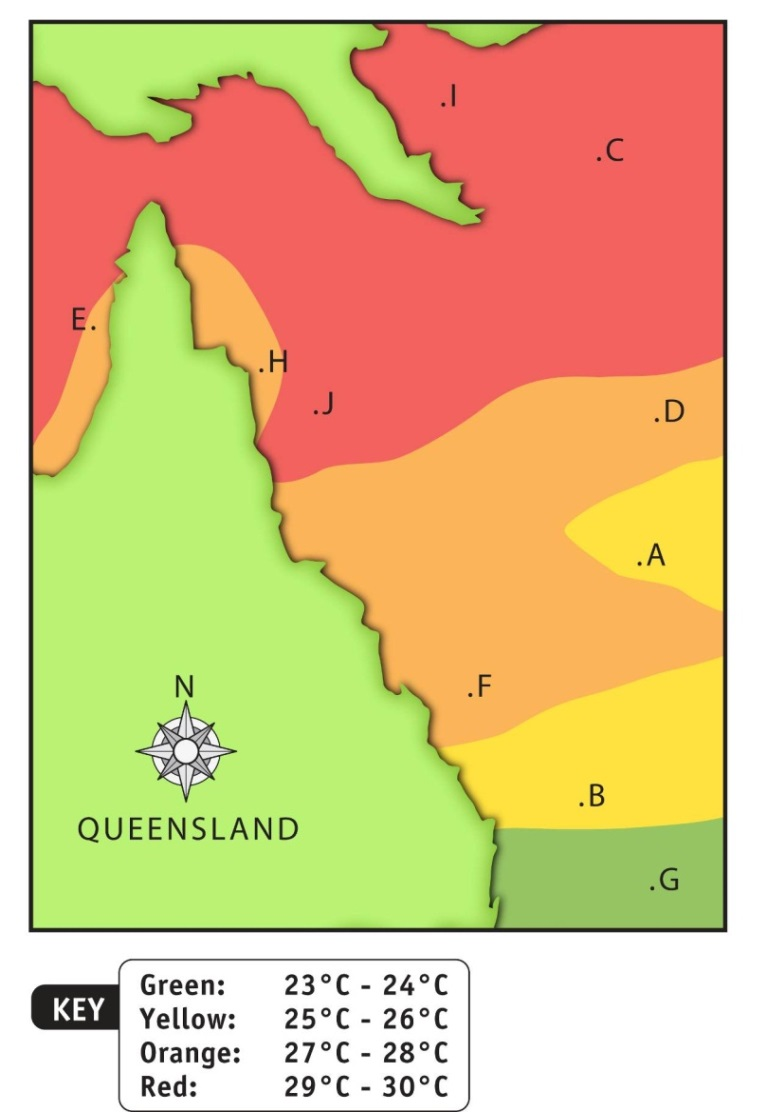 .I
.C
E.
.H
.J
.D
.A
N
.F
.B
QUEENSLAND
.G
KEY
Green: 23°C - 24°C
Yellow: 25°C - 26°C
Orange: 27°C - 28°C
Red: 29°C - 30°C